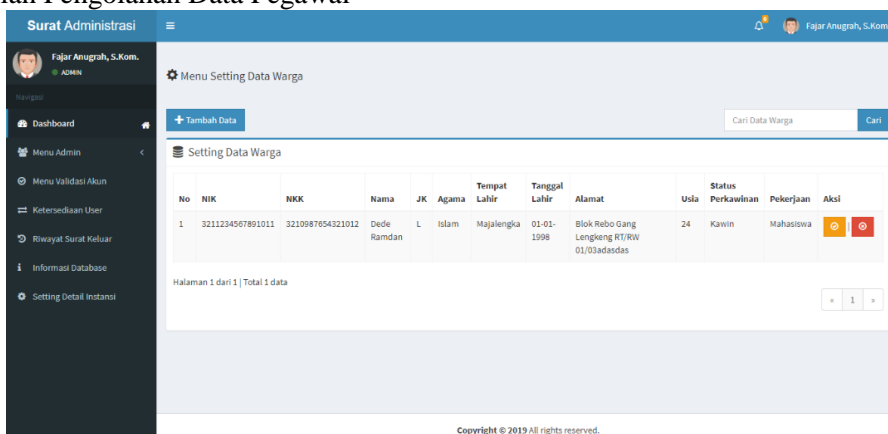 Pengolahan Data Pegawai
Surat Administrasi
Fajar Anugrah, S.Kom
Fajar Anugrah, S.Kom.
ADMIN
Navigasi
Dashboard
Menu Admin
Menu Validasi Akun
Ketersediaan User
Riwayat Surat Keluar
Informasi Database
Setting Detail Instansi
Menu Setting Data Warga
Tambah Data
Cari Data Warga
Cari
Setting Data Warga
No NIK NKK Nama JK Agama Tempat Lahir Tanggal Lahir Alamat Usia Status Perkawinan Pekerjaan Aksi
1 3211234567891011 3210987654321012 Dede Ramdan L Islam Majalengka 01-01-1998 Blok Rebo Gang Lengkeng RT/RW 01/03adasdas 24 Kawin Mahasiswa |
Halaman 1 dari 1 | Total 1 data
« 1 »
Copyright © 2019 All rights reserved.